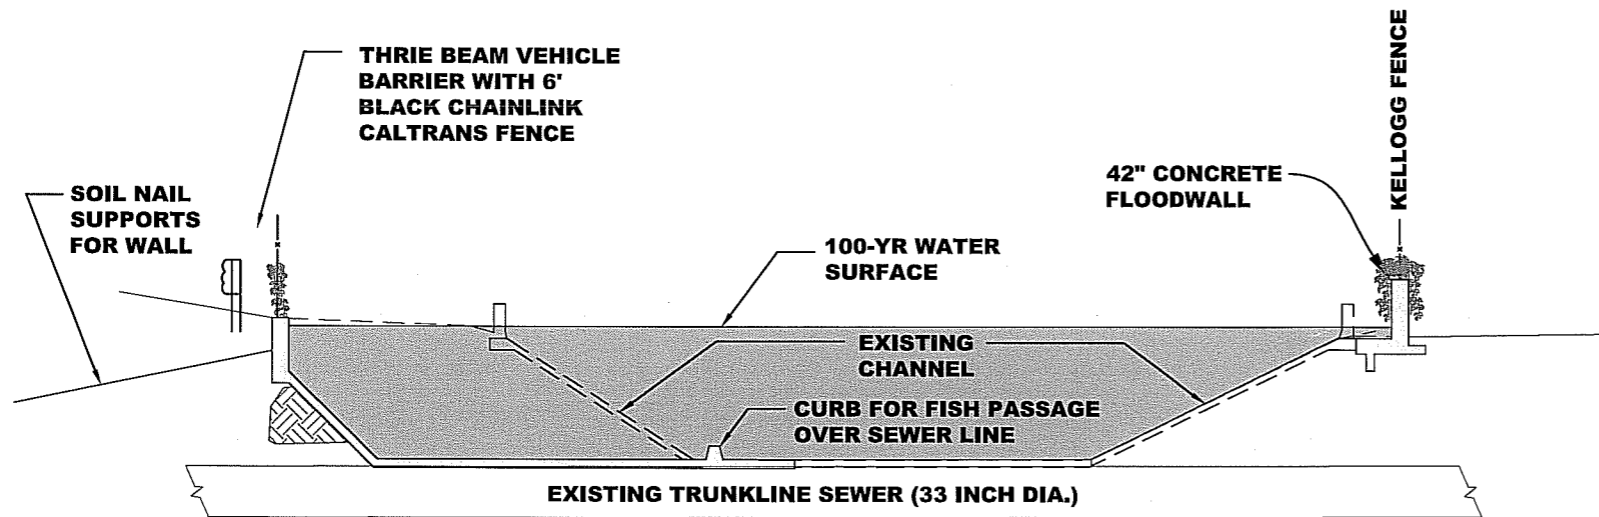 THRIE BEAM VEHICLE
BARRIER WITH 6'
BLACK CHAINLINK
CALTRANS FENCE
KELLOGG FENCE
42" CONCRETE
FLOODWALL
SOIL NAIL
SUPPORTS
FOR WALL
100-YR WATER
SURFACE
EXISTING
CHANNEL
CURB FOR FISH PASSAGE
OVER SEWER LINE
EXISTING TRUNKLINE SEWER (33 INCH DIA.)